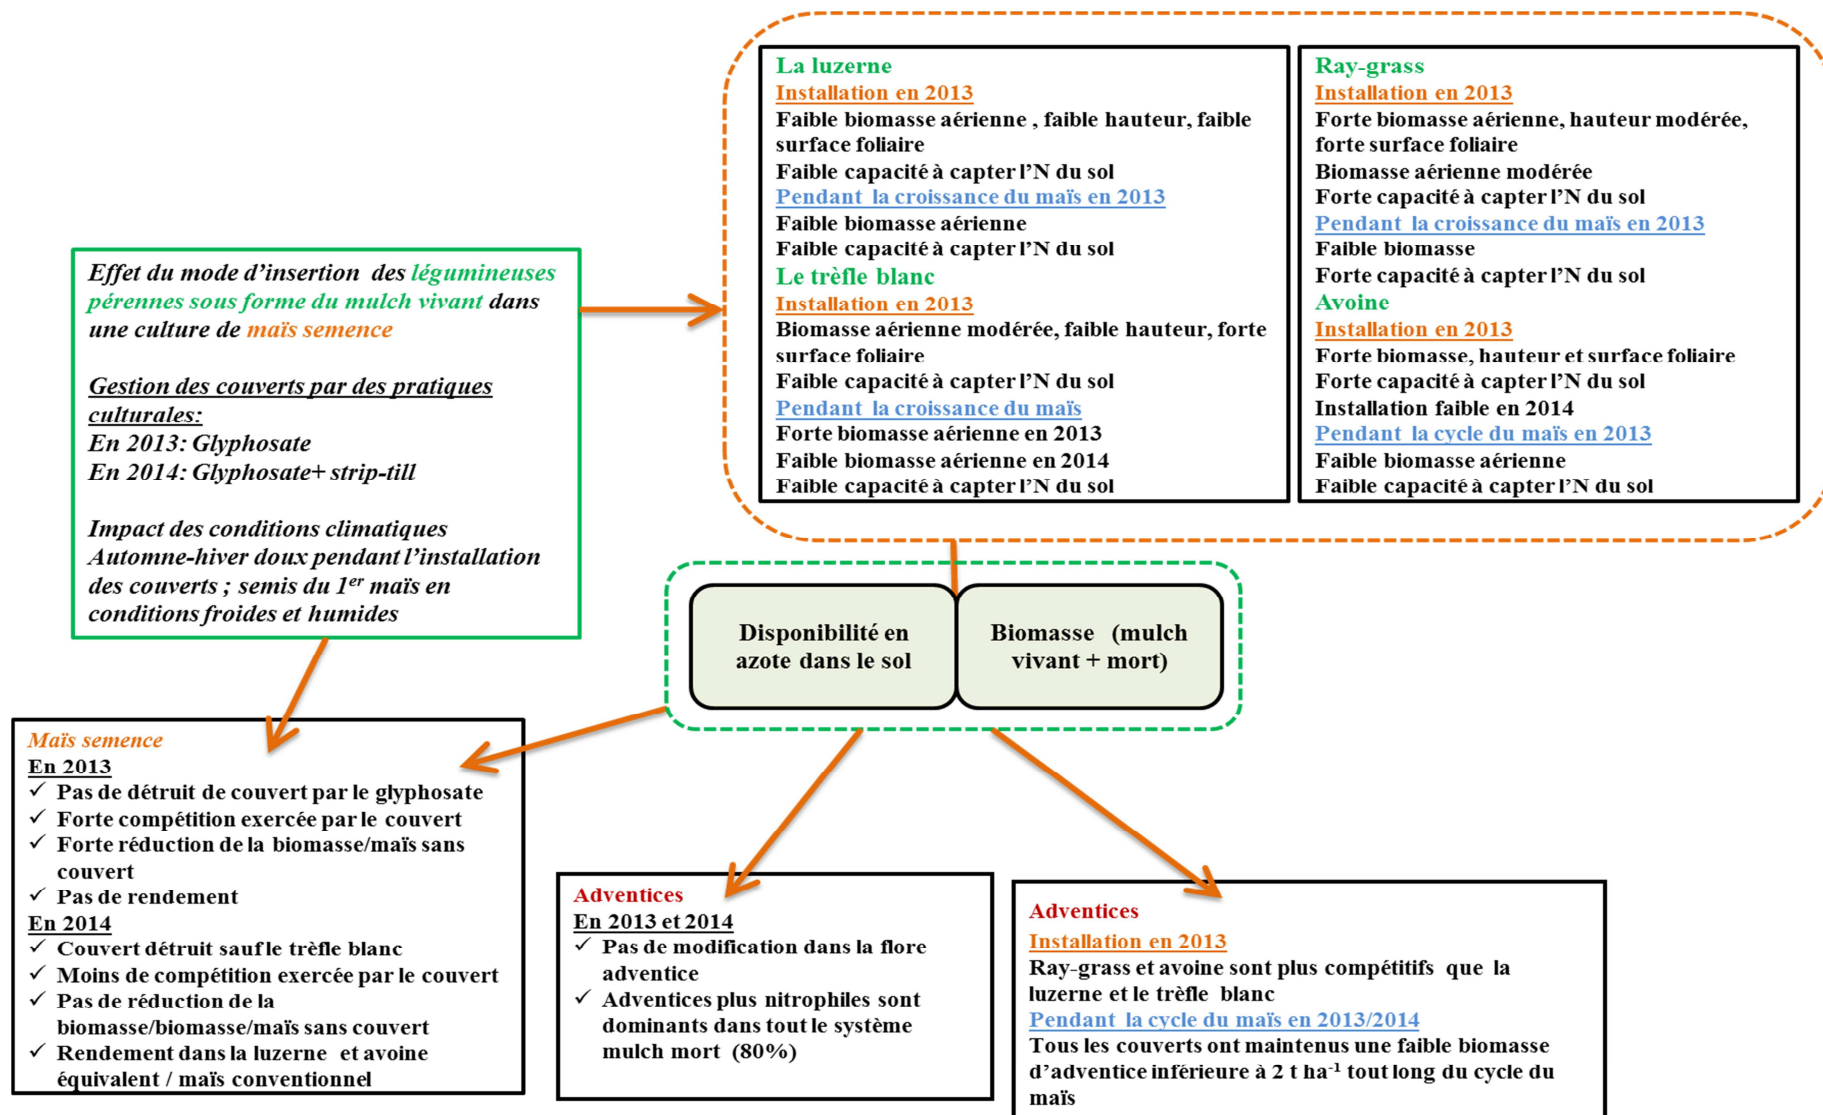 La luzerne
Installation en 2013
Faible biomasse aérienne , faible hauteur, faible
surface foliaire
Faible capacité à capter l’N du sol
Pendant  la croissance du maïs en 2013
Faible biomasse aérienne
Faible capacité à capter l’N du sol
Le trèfle blanc
Installation en 2013
Biomasse aérienne modérée, faible hauteur, forte
surface foliaire
Faible capacité à capter l’N du sol
Pendant  la croissance du maïs
Forte biomasse aérienne en 2013
Faible biomasse aérienne en 2014
Faible capacité à capter l’N du sol
Ray-grass
Installation en 2013
Forte biomasse aérienne, hauteur modérée,
forte surface foliaire
Biomasse aérienne modérée
Forte capacité à capter l’N du sol
Pendant  la croissance du maïs en 2013
Faible biomasse
Forte capacité à capter l’N du sol
Avoine
Installation en 2013
Forte biomasse, hauteur et surface foliaire
Forte capacité à capter l’N du sol
Installation faible en 2014
Pendant  la cycle du maïs en 2013
Faible biomasse aérienne
Faible capacité à capter l’N du sol
Effet du mode d’insertion  des légumineuses
pérennes sous forme du mulch vivant dans
une culture de maïs semence
Gestion des couverts par des pratiques
culturales:
En 2013: Glyphosate
En 2014: Glyphosate+ strip-till
Impact des conditions climatiques
Automne-hiver doux pendant l’installation
des couverts ; semis du 1er maïs en
conditions froides et humides
Disponibilité en
azote dans le sol
Biomasse   (mulch
vivant + mort)
Maïs semence
En 2013
✓ Pas de détruit de couvert par le glyphosate
✓ Forte compétition exercée par le couvert
✓ Forte réduction de la biomasse/maïs sans
couvert
✓ Pas de rendement
En 2014
✓ Couvert détruit sauf le trèfle blanc
✓ Moins de compétition exercée par le couvert
✓ Pas de réduction de la
biomasse/biomasse/maïs sans couvert
✓ Rendement dans la luzerne  et avoine
équivalent / maïs conventionnel
Adventices
En 2013 et 2014
✓ Pas de modification dans la flore
adventice
✓ Adventices plus nitrophiles sont
dominants dans tout le système
mulch mort  (80%)
Adventices
Installation en 2013
Ray-grass et avoine sont plus compétitifs  que la
luzerne et le trèfle  blanc
Pendant  la cycle du maïs en 2013/2014
Tous les couverts ont maintenus une faible biomasse
d’adventice inférieure à 2 t ha-1 tout long du cycle du
maïs